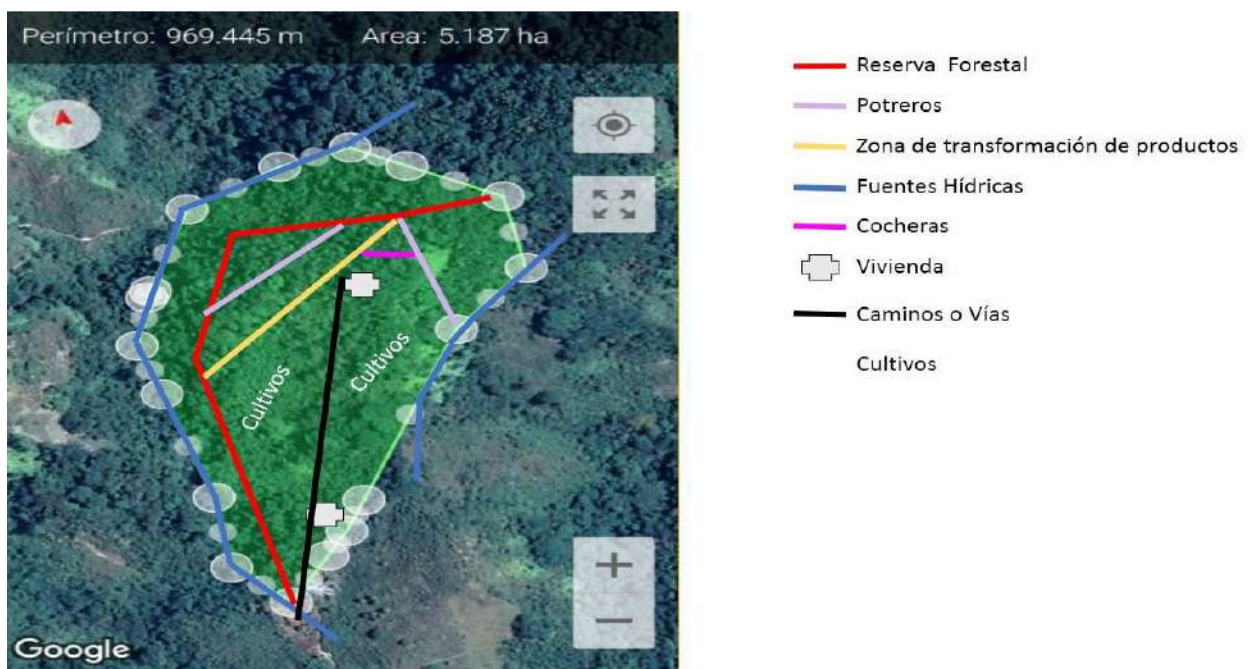 Perímetro: 969.445 m Area: 5.187 ha
Cultivos
Cultivos
Google
Reserva Forestal
Potreros
Zona de transformación de productos
Fuentes Hídricas
Cocheras
Vivienda
Caminos o Vías
Cultivos